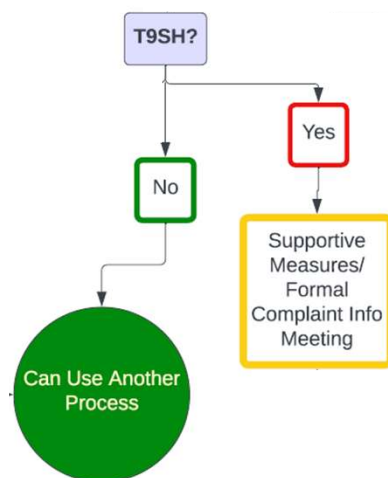 T9SH?
Yes
No
Supportive
Measures/
Formal
Complaint Info
Meeting
Can Use Another
Process